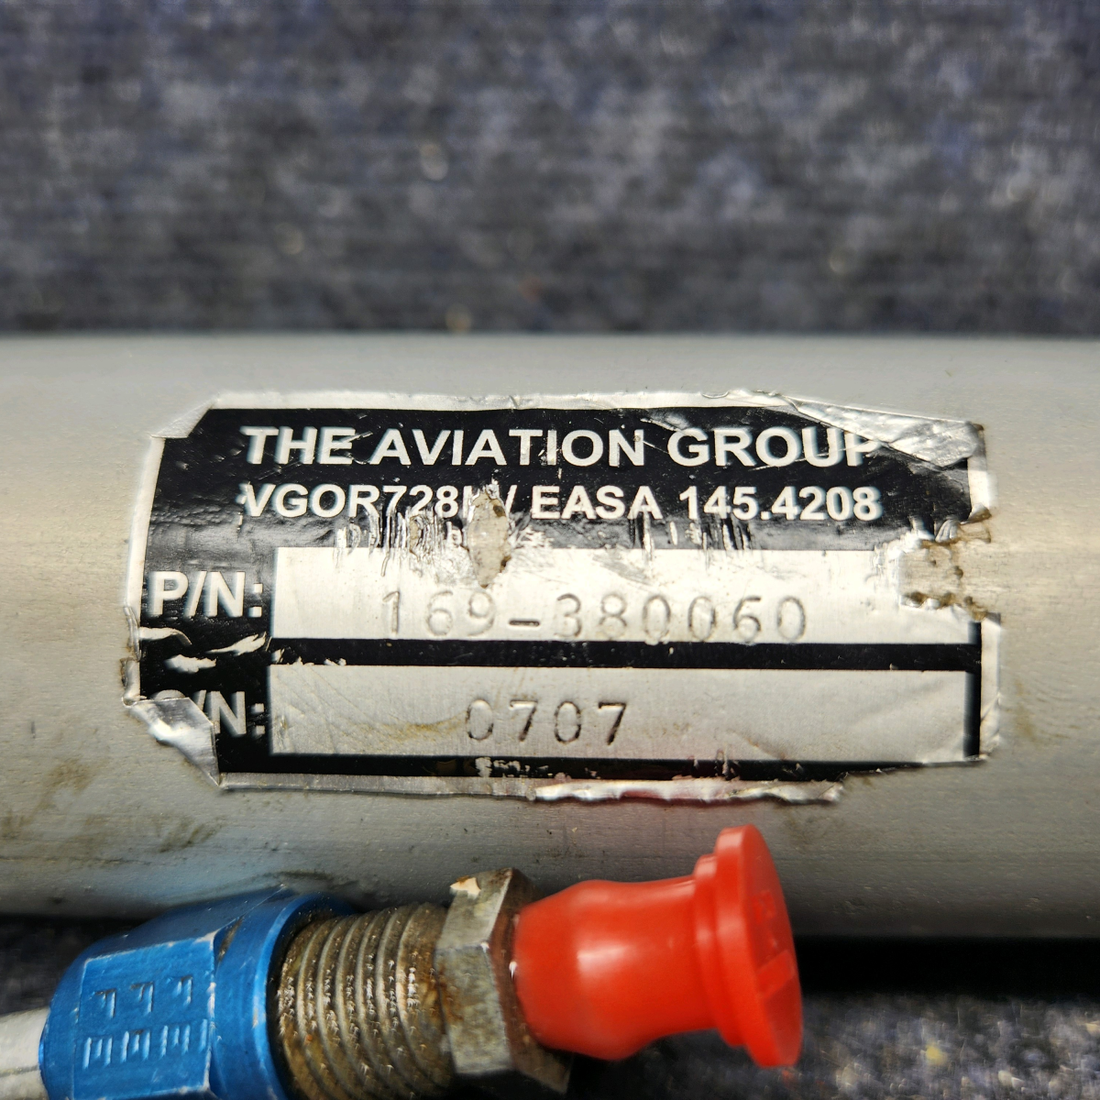 THE AVIATION GROUP
EASA 145.4208
P/N: 169-380060
/N: 0707